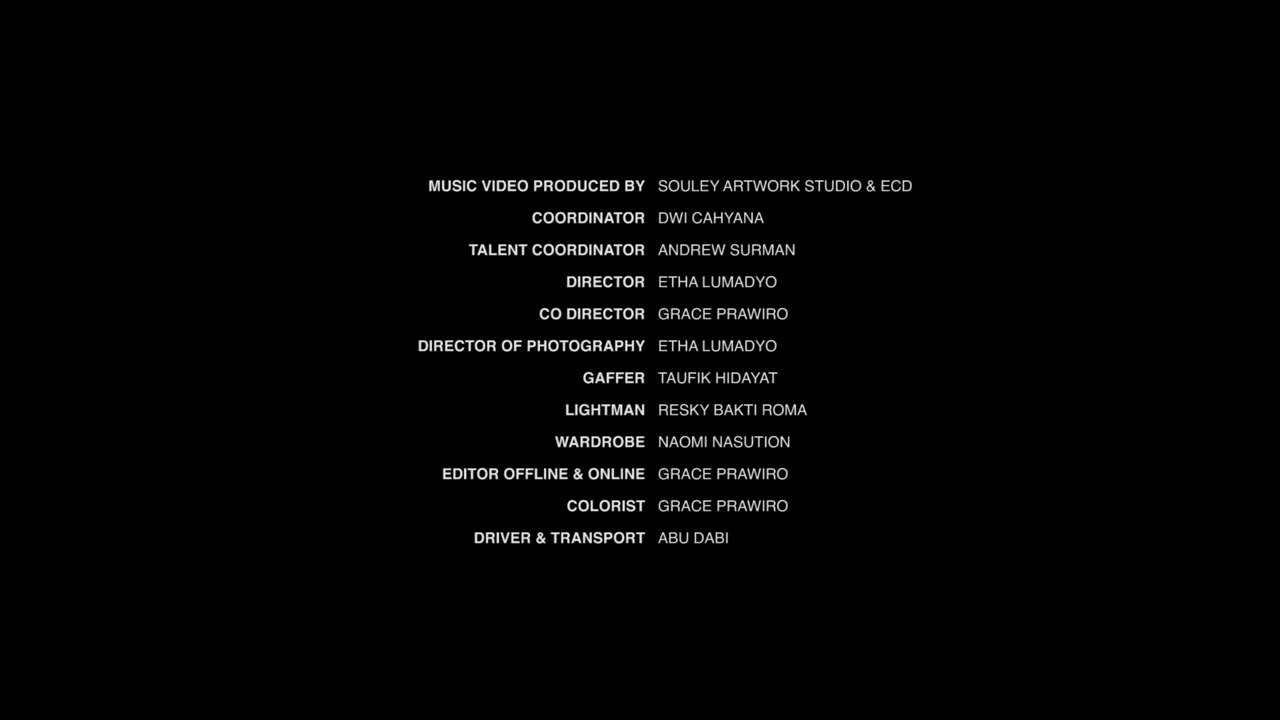 MUSIC VIDEO PRODUCED BY SOULEY ARTWORK STUDIO & ECD
COORDINATOR DWI CAHYANA
TALENT COORDINATOR ANDREW SURMAN
DIRECTOR ETHA LUMADYO
CO DIRECTOR GRACE PRAWIRO
DIRECTOR OF PHOTOGRAPHY ETHA LUMADYO
GAFFER TAUFIK HIDAYAT
LIGHTMAN RESKY BAKTI ROMA
WARDROBE NAOMI NASUTION
EDITOR OFFLINE & ONLINE GRACE PRAWIRO
COLORIST GRACE PRAWIRO
DRIVER & TRANSPORT ABU DABI